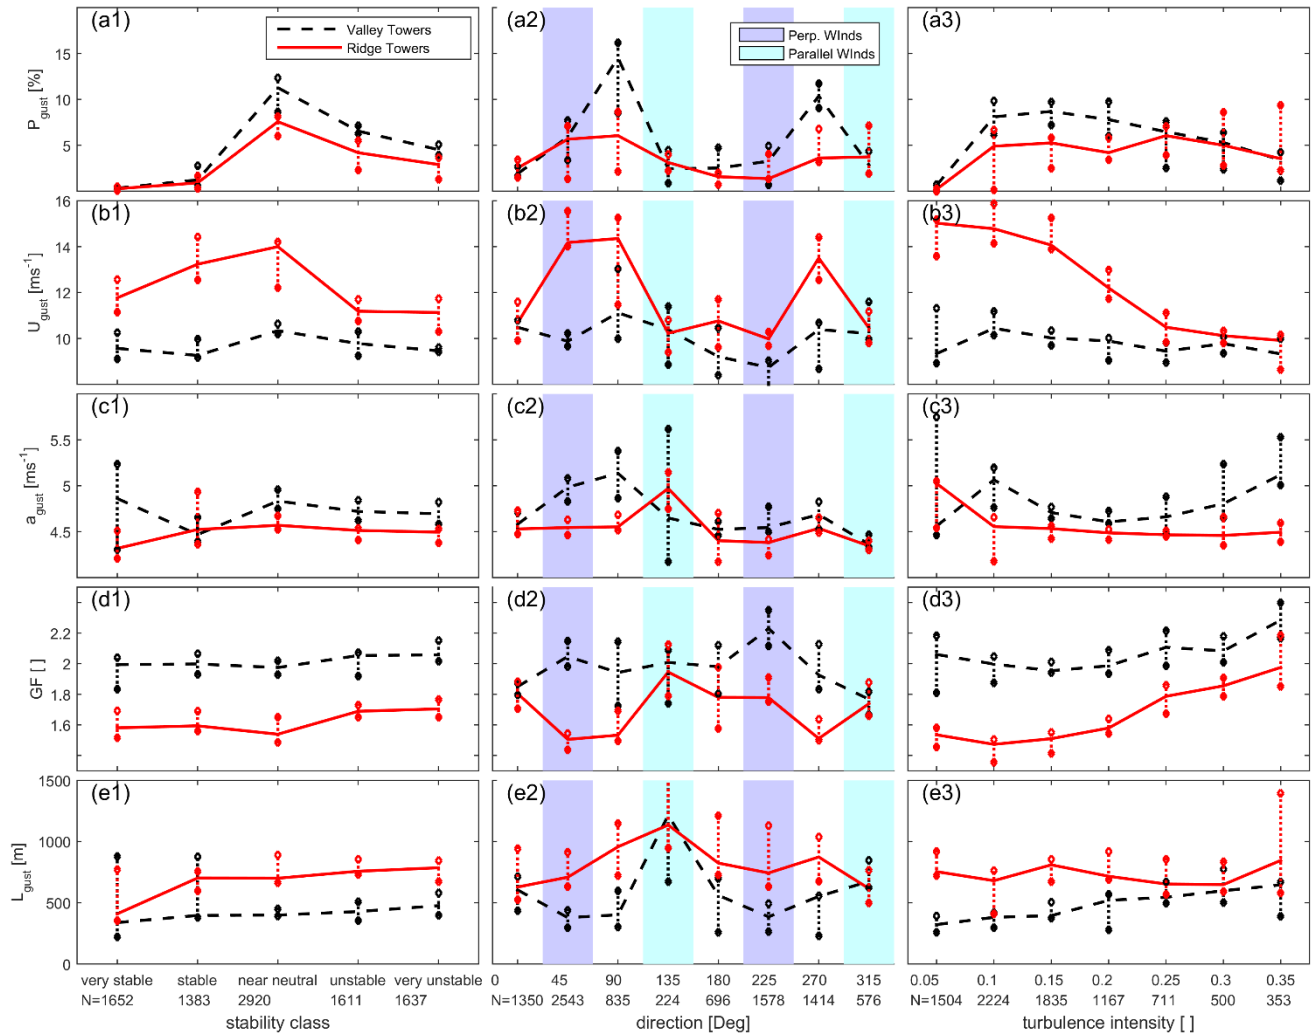 (a1)
Valley Towers
Ridge Towers
(a2)
Perp. WInds
Parallel WInds
(a3)
P_gust [%]
15
10
5
(b1)
(b2)
(b3)
U_gust [ms^-1]
16
14
12
10
(c1)
(c2)
(c3)
a_gust [ms^-1]
5.5
5
4.5
(d1)
(d2)
(d3)
GF [ ]
2.2
2
1.8
1.6
(e1)
(e2)
(e3)
L_gust [m]
1500
1000
500
0
very stable stable near neutral unstable very unstable
N=1652 1383 2920 1611 1637
stability class
0 45 90 135 180 225 270 315
N=1350 2543 835 224 696 1578 1414 576
direction [Deg]
0.05 0.1 0.15 0.2 0.25 0.3 0.35
N=1504 2224 1835 1167 711 500 353
turbulence intensity [ ]